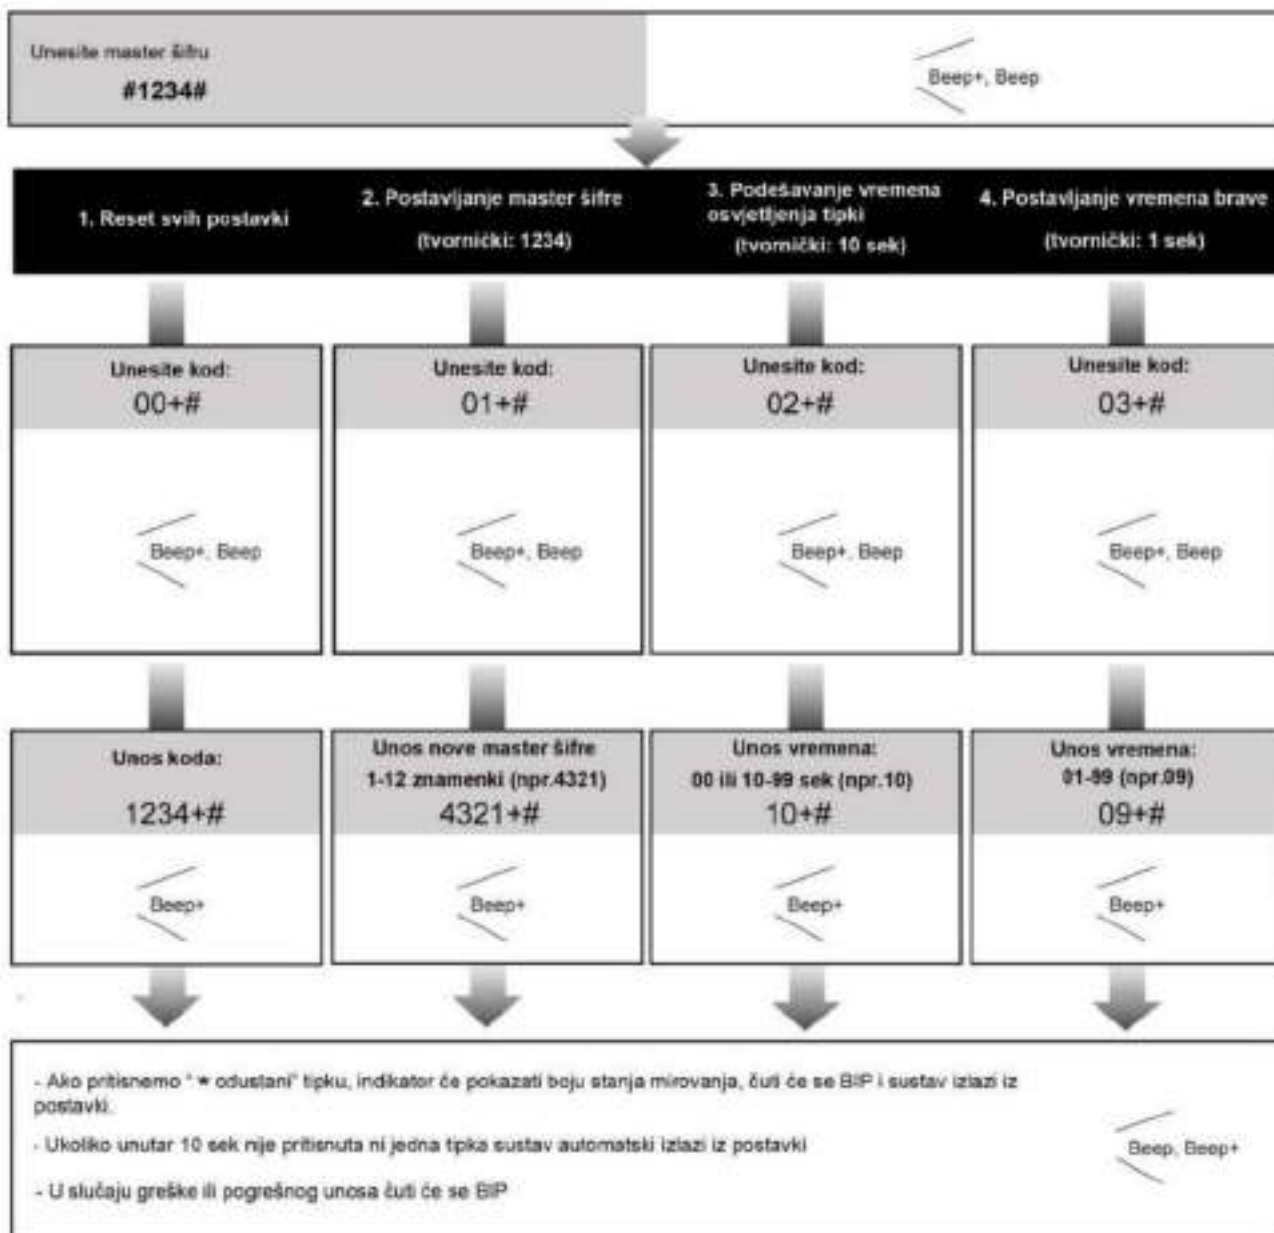 Unesite master šifru
#1234#
Beep+, Beep
1. Reset svih postavki
2. Postavljanje master šifre
(tvornički: 1234)
3. Podešavanje vremena
osvjetljenja tipki
(tvornički: 10 sek)
4. Postavljanje vremena brave
(tvornički: 1 sek)
Unesite kod:
00+#
Unesite kod:
01+#
Unesite kod:
02+#
Unesite kod:
03+#
Beep+, Beep
Beep+, Beep
Beep+, Beep
Beep+, Beep
Unos koda:
1234+#
Unos nove master šifre
1-12 znamenki (npr.4321)
4321+#
Unos vremena:
00 ili 10-99 sek (npr.10)
10+#
Unos vremena:
01-99 (npr.09)
09+#
Beep+
Beep+
Beep+
Beep+
- Ako pritisnemo " * odustani" tipku, indikator će pokazati boju stanja mirovanja, čuti će se BIP i sustav izlazi iz
postavki.
- Ukoliko unutar 10 sek nije pritisnuta ni jedna tipka sustav automatski izlazi iz postavki
- U slučaju greške ili pogrešnog unosa čuti će se BIP
Beep, Beep+